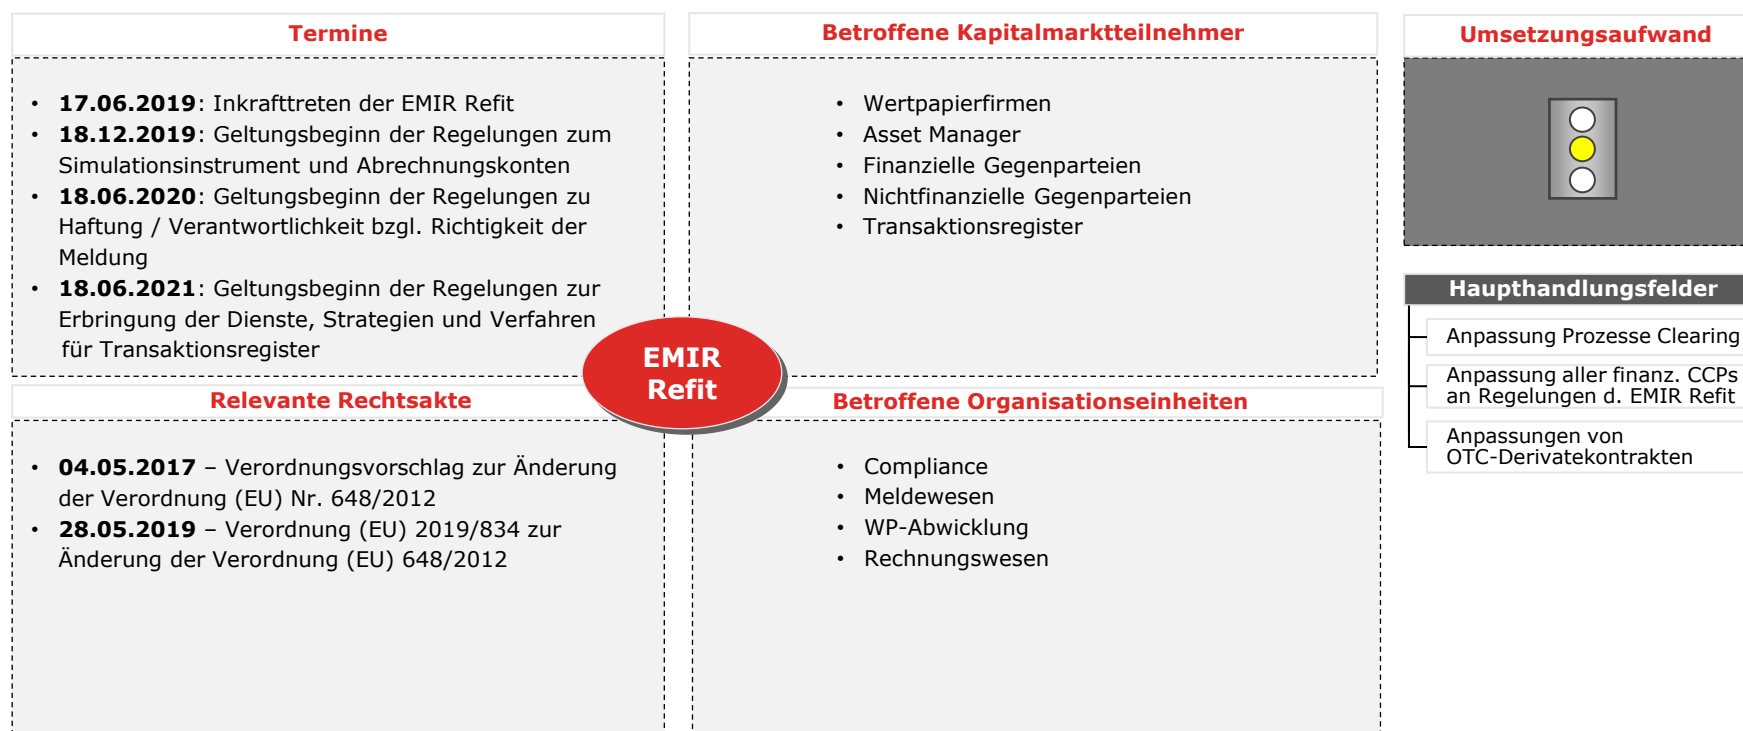 Termine
• 17.06.2019: Inkrafttreten der EMIR Refit
• 18.12.2019: Geltungsbeginn der Regelungen zum
Simulationsinstrument und Abrechnungskonten
• 18.06.2020: Geltungsbeginn der Regelungen zu
Haftung / Verantwortlichkeit bzgl. Richtigkeit der
Meldung
• 18.06.2021: Geltungsbeginn der Regelungen zur
Erbringung der Dienste, Strategien und Verfahren
für Transaktionsregister
Betroffene Kapitalmarktteilnehmer
• Wertpapierfirmen
• Asset Manager
• Finanzielle Gegenparteien
• Nichtfinanzielle Gegenparteien
• Transaktionsregister
EMIR
Refit
Relevante Rechtsakte
• 04.05.2017 – Verordnungsvorschlag zur Änderung
der Verordnung (EU) Nr. 648/2012
• 28.05.2019 – Verordnung (EU) 2019/834 zur
Änderung der Verordnung (EU) 648/2012
Betroffene Organisationseinheiten
• Compliance
• Meldewesen
• WP-Abwicklung
• Rechnungswesen
Umsetzungsaufwand
Haupthandlungsfelder
Anpassung Prozesse Clearing
Anpassung aller finanz. CCPs
an Regelungen d. EMIR Refit
Anpassungen von
OTC-Derivatekontrakten